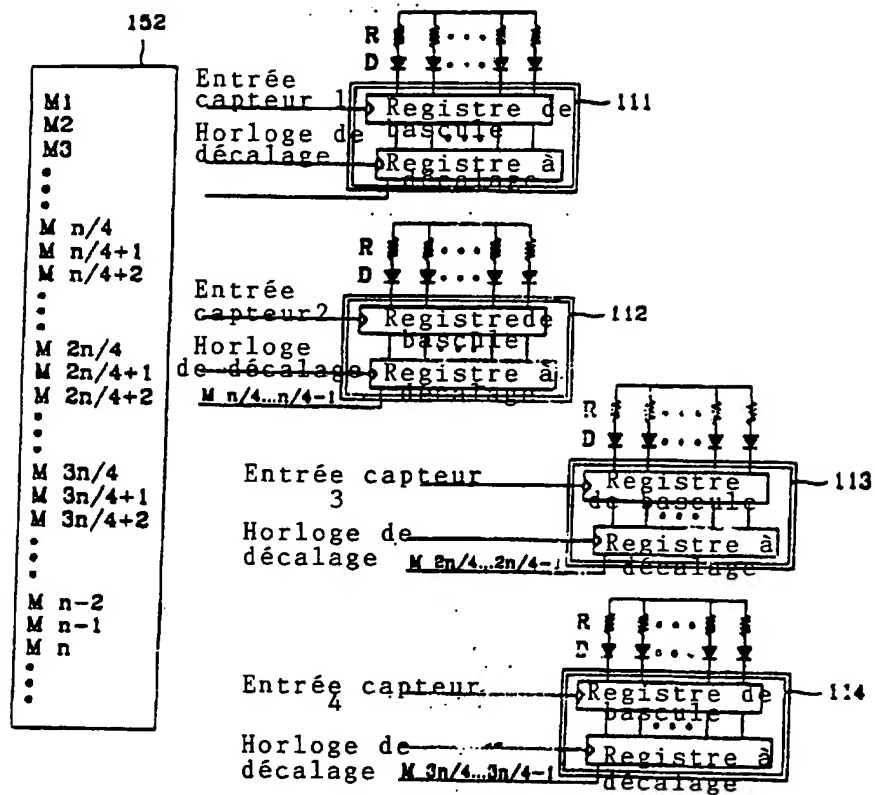 152
M1
M2
M3
M n/4
M n/4+1
M n/4+2
M 2n/4
M 2n/4+1
M 2n/4+2
M 3n/4
M 3n/4+1
M 3n/4+2
M n-2
M n-1
M n
R
D
Entrée
capteur 1
Registre de
bascule
111
Horloge de
décalage
Registre à
décalage
R
D
Entrée
capteur2
Registre de
bascule
112
Horloge
de décalage
Registre à
décalage
M n/4...n/4-1
R
D
Entrée capteur
3
Registre
de bascule
113
Horloge de
décalage
Registre à
décalage
M 2n/4...2n/4-1
R
D
Entrée capteur
4
Registre de
bascule
114
Horloge de
décalage
Registre à
décalage
M 3n/4...3n/4-1